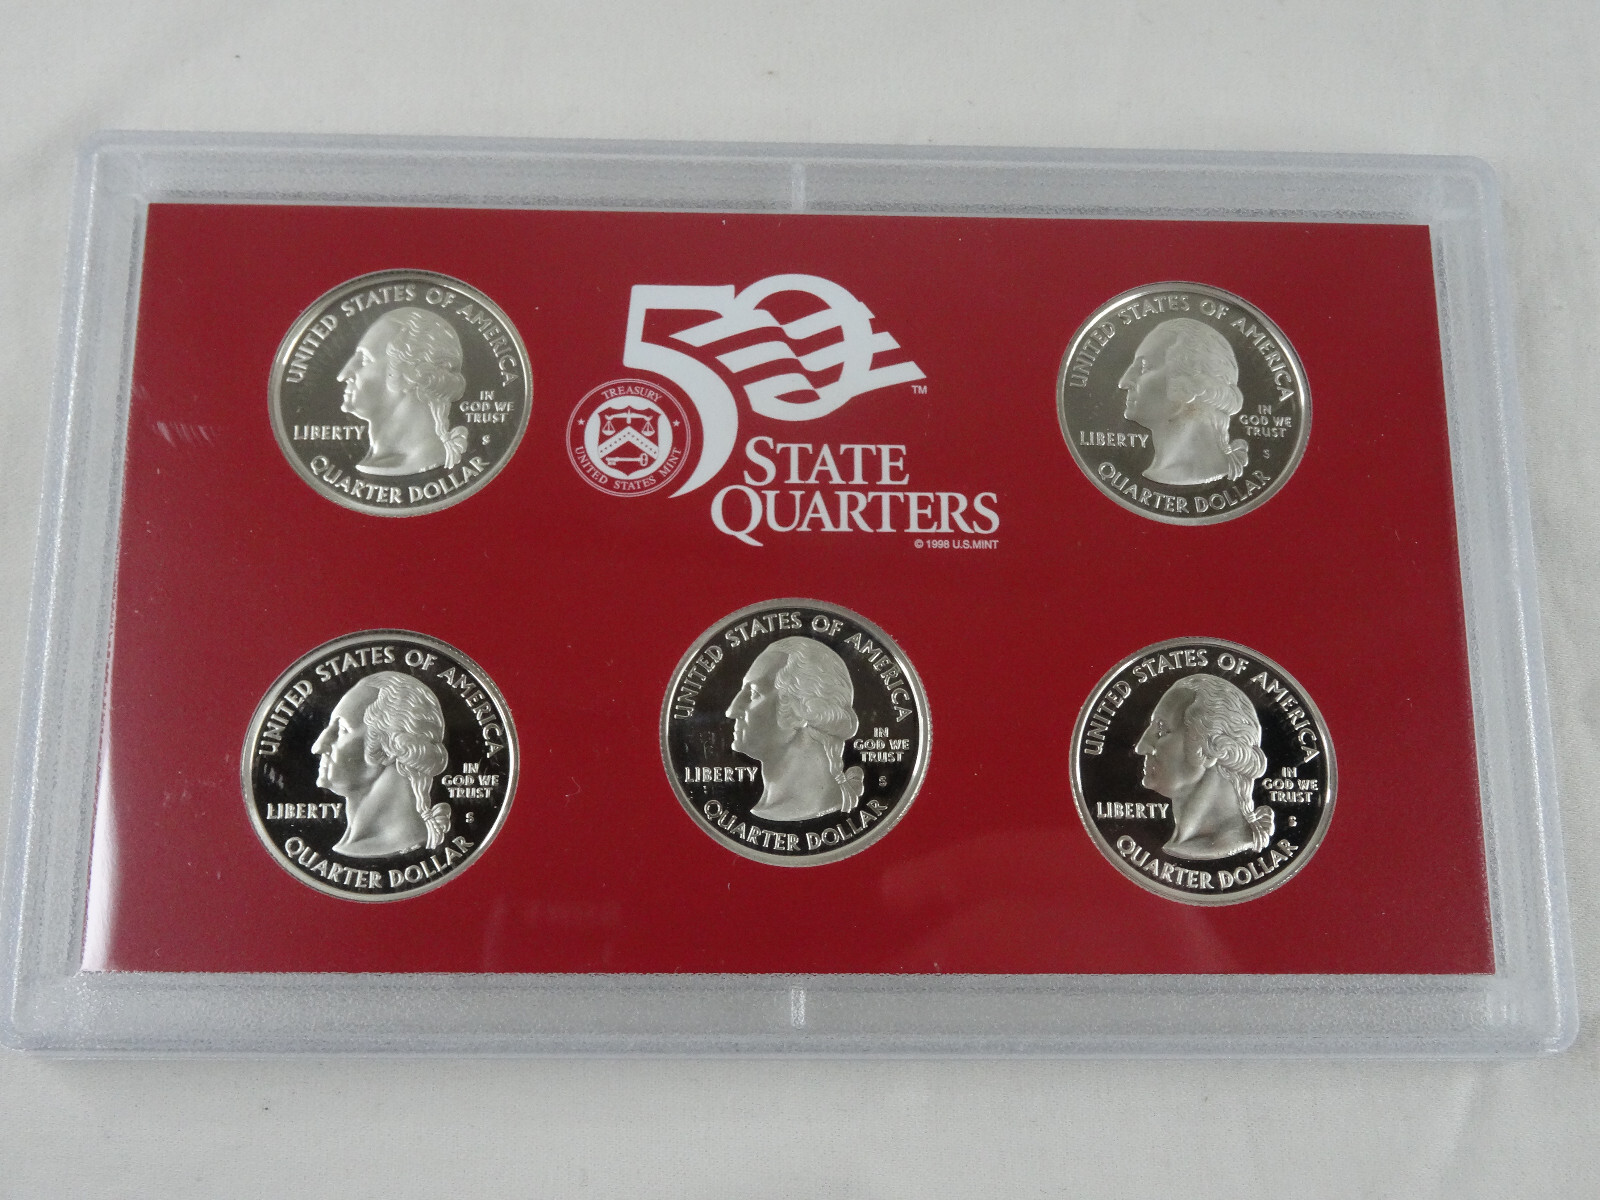 UNITED STATES OF AMERICA
IN
GOD WE
TRUST
LIBERTY
S
QUARTER DOLLAR
50
TM
TREASURY
UNITED STATES MINT
STATE
QUARTERS
© 1998 U.S.MINT
UNITED STATES OF AMERICA
IN
GOD WE
TRUST
LIBERTY
S
QUARTER DOLLAR
UNITED STATES OF AMERICA
IN
GOD WE
TRUST
LIBERTY
S
QUARTER DOLLAR
UNITED STATES OF AMERICA
IN
GOD WE
TRUST
LIBERTY
S
QUARTER DOLLAR
UNITED STATES OF AMERICA
IN
GOD WE
TRUST
LIBERTY
S
QUARTER DOLLAR